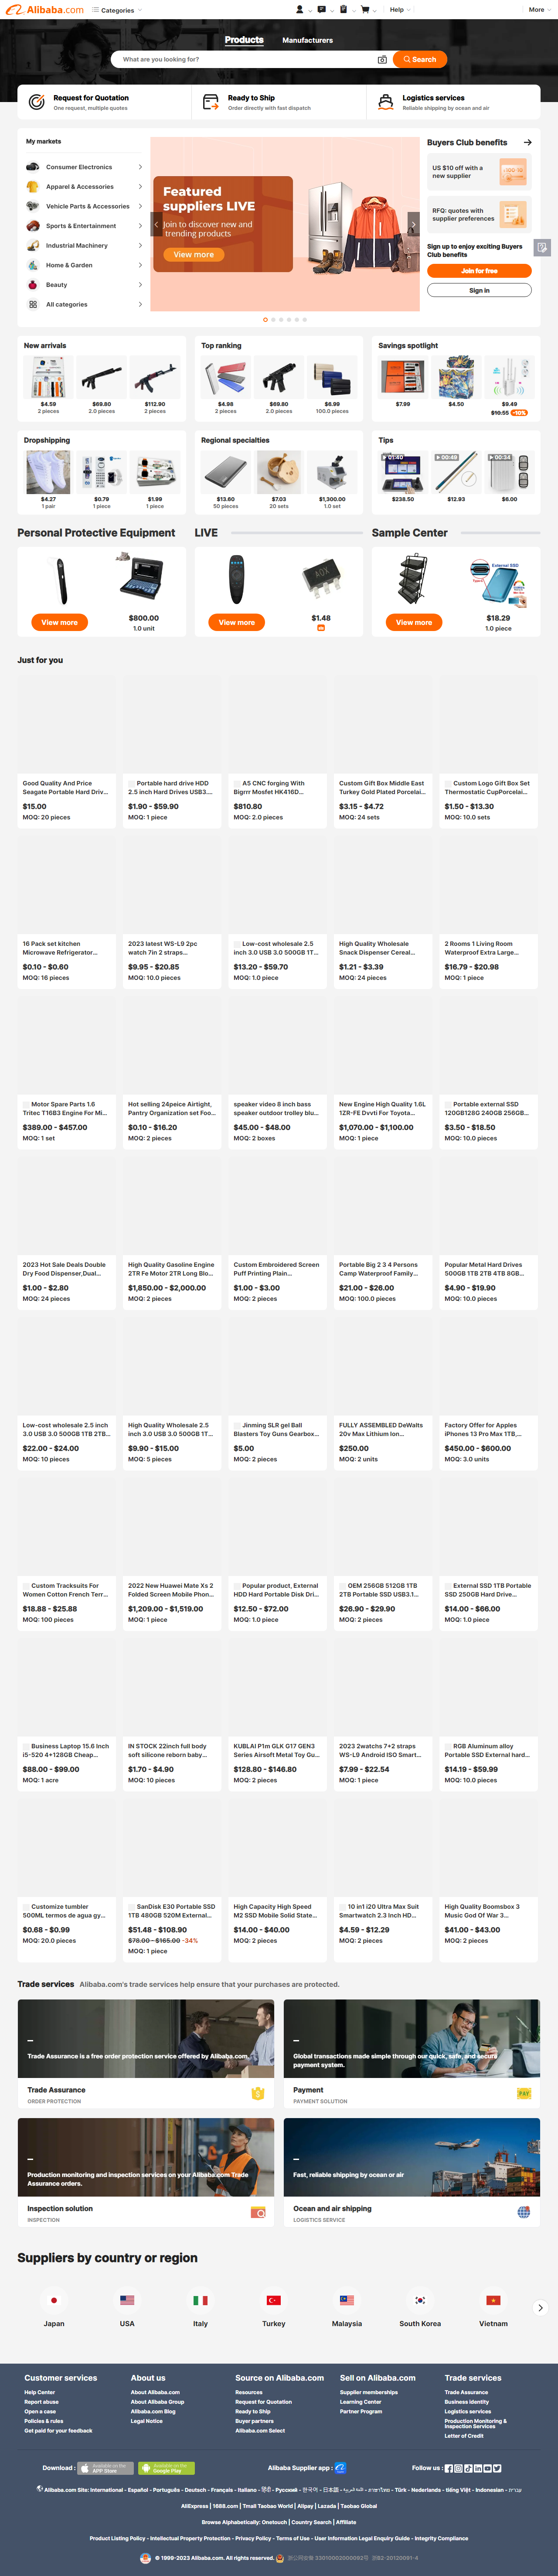 Alibaba.com
Categories
Help
More
Products
Manufacturers
What are you looking for?
Search
Request for Quotation
One request, multiple quotes
Ready to Ship
Order directly with fast dispatch
Logistics services
Reliable shipping by ocean and air
My markets
Consumer Electronics
Apparel & Accessories
Vehicle Parts & Accessories
Sports & Entertainment
Industrial Machinery
Home & Garden
Beauty
All categories
Featured
suppliers LIVE
Join to discover new and
trending products
View more
Buyers Club benefits
US $10 off with a
new supplier
RFQ: quotes with
supplier preferences
Sign up to enjoy exciting Buyers
Club benefits
Join for free
Sign in
New arrivals
$4.59
2 pieces
$69.80
2.0 pieces
$112.90
2 pieces
Top ranking
$4.98
2 pieces
$69.80
2.0 pieces
$6.99
100.0 pieces
Savings spotlight
$7.99
$4.50
$9.49
$10.55 -10%
Dropshipping
$4.27
1 pair
$0.79
1 piece
$1.99
1 piece
Regional specialties
$13.60
50 pieces
$7.03
20 sets
$1,300.00
1.0 set
Tips
01:40
$238.50
00:49
$12.93
00:34
$6.00
Personal Protective Equipment
View more
$800.00
1.0 unit
LIVE
View more
$1.48
Sample Center
External SSD
View more
$18.29
1.0 piece
Just for you
Good Quality And Price
Seagate Portable Hard Driv...
$15.00
MOQ: 20 pieces
Portable hard drive HDD
2.5 inch Hard Drives USB3....
$1.90 - $59.90
MOQ: 1 piece
A5 CNC forging With
Bigrrr Mosfet HK416D...
$810.80
MOQ: 2.0 pieces
Custom Gift Box Middle East
Turkey Gold Plated Porcelai...
$3.15 - $4.72
MOQ: 24 sets
Custom Logo Gift Box Set
Thermostatic CupPorcelai...
$1.50 - $13.30
MOQ: 10.0 sets
16 Pack set kitchen
Microwave Refrigerator...
$0.10 - $0.60
MOQ: 16 pieces
2023 latest WS-L9 2pc
watch 7in 2 straps...
$9.95 - $20.85
MOQ: 10.0 pieces
Low-cost wholesale 2.5
inch 3.0 USB 3.0 500GB 1T...
$13.20 - $59.70
MOQ: 1.0 piece
High Quality Wholesale
Snack Dispenser Cereal...
$1.21 - $3.39
MOQ: 24 pieces
2 Rooms 1 Living Room
Waterproof Extra Large...
$16.79 - $20.98
MOQ: 1 piece
Motor Spare Parts 1.6
Tritec T16B3 Engine For Mi...
$389.00 - $457.00
MOQ: 1 set
Hot selling 24peice Airtight,
Pantry Organization set Foo...
$0.10 - $16.20
MOQ: 2 pieces
speaker video 8 inch bass
speaker outdoor trolley blu...
$45.00 - $48.00
MOQ: 2 boxes
New Engine High Quality 1.6L
1ZR-FE Dvvti For Toyota...
$1,070.00 - $1,100.00
MOQ: 1 piece
Portable external SSD
120GB128G 240GB 256GB...
$3.50 - $18.50
MOQ: 10.0 pieces
2023 Hot Sale Deals Double
Dry Food Dispenser,Dual...
$1.00 - $2.80
MOQ: 24 pieces
High Quality Gasoline Engine
2TR Fe Motor 2TR Long Blo...
$1,850.00 - $2,000.00
MOQ: 2 pieces
Custom Embroidered Screen
Puff Printing Plain...
$1.00 - $3.00
MOQ: 2 pieces
Portable Big 2 3 4 Persons
Camp Waterproof Family...
$21.00 - $26.00
MOQ: 100.0 pieces
Popular Metal Hard Drives
500GB 1TB 2TB 4TB 8GB...
$4.90 - $19.90
MOQ: 10.0 pieces
Low-cost wholesale 2.5 inch
3.0 USB 3.0 500GB 1TB 2TB...
$22.00 - $24.00
MOQ: 10 pieces
High Quality Wholesale 2.5
inch 3.0 USB 3.0 500GB 1T...
$9.90 - $15.00
MOQ: 5 pieces
Jinming SLR gel Ball
Blasters Toy Guns Gearbox...
$5.00
MOQ: 2 pieces
FULLY ASSEMBLED DeWalts
20v Max Lithium Ion...
$250.00
MOQ: 2 units
Factory Offer for Apples
iPhones 13 Pro Max 1TB,...
$450.00 - $600.00
MOQ: 3.0 units
Custom Tracksuits For
Women Cotton French Terr...
$18.88 - $25.88
MOQ: 100 pieces
2022 New Huawei Mate Xs 2
Folded Screen Mobile Phon...
$1,209.00 - $1,519.00
MOQ: 1 piece
Popular product, External
HDD Hard Portable Disk Dri...
$12.50 - $72.00
MOQ: 1.0 piece
OEM 256GB 512GB 1TB
2TB Portable SSD USB3.1...
$26.90 - $29.90
MOQ: 2 pieces
External SSD 1TB Portable
SSD 250GB Hard Drive...
$14.00 - $66.00
MOQ: 1.0 piece
Business Laptop 15.6 Inch
i5-520 4+128GB Cheap...
$88.00 - $99.00
MOQ: 1 acre
IN STOCK 22inch full body
soft silicone reborn baby...
$1.70 - $4.90
MOQ: 10 pieces
KUBLAI P1m GLK G17 GEN3
Series Airsoft Metal Toy Gu...
$128.80 - $146.80
MOQ: 2 pieces
2023 2watchs 7+2 straps
WS-L9 Android ISO Smart...
$7.99 - $22.54
MOQ: 1 piece
RGB Aluminum alloy
Portable SSD External hard...
$14.19 - $59.99
MOQ: 10.0 pieces
Customize tumbler
500ML termos de agua gy...
$0.68 - $0.99
MOQ: 20.0 pieces
SanDisk E30 Portable SSD
1TB 480GB 520M External...
$51.48 - $108.90
$78.00 - $165.00 -34%
MOQ: 1 piece
High Capacity High Speed
M2 SSD Mobile Solid State...
$14.00 - $40.00
MOQ: 2 pieces
10 in1 i20 Ultra Max Suit
Smartwatch 2.3 Inch HD...
$4.59 - $12.29
MOQ: 2 pieces
High Quality Boomsbox 3
Music God Of War 3...
$41.00 - $43.00
MOQ: 2 pieces
Trade services Alibaba.com's trade services help ensure that your purchases are protected.
Trade Assurance is a free order protection service offered by Alibaba.com.
Trade Assurance
ORDER PROTECTION
Global transactions made simple through our quick, safe, and secure
payment system.
Payment
PAYMENT SOLUTION
PAY
Production monitoring and inspection services on your Alibaba.com Trade
Assurance orders.
Inspection solution
INSPECTION
Fast, reliable shipping by ocean or air
Ocean and air shipping
LOGISTICS SERVICE
Suppliers by country or region
Japan
USA
Italy
Turkey
Malaysia
South Korea
Vietnam
Customer services
Help Center
Report abuse
Open a case
Policies & rules
Get paid for your feedback
About us
About Alibaba.com
About Alibaba Group
Alibaba.com Blog
Legal Notice
Source on Alibaba.com
Resources
Request for Quotation
Ready to Ship
Buyer partners
Alibaba.com Select
Sell on Alibaba.com
Supplier memberships
Learning Center
Partner Program
Trade services
Trade Assurance
Business identity
Logistics services
Production Monitoring &
Inspection Services
Letter of Credit
Download :
Available on the
APP Store
Available on the
Google Play
Alibaba Supplier app :
Follow us :
Alibaba.com Site: International - Español - Português - Deutsch - Français - Italiano - हिंदी - Pусский - 한국어 - 日本語 - اللغة العربية - ภาษาไทย - Türk - Nederlands - tiếng Việt - Indonesian - עברית
AliExpress | 1688.com | Tmall Taobao World | Alipay | Lazada | Taobao Global
Browse Alphabetically: Onetouch | Country Search | Affiliate
Product Listing Policy - Intellectual Property Protection - Privacy Policy - Terms of Use - User Information Legal Enquiry Guide - Integrity Compliance
© 1999-2023 Alibaba.com. All rights reserved. 浙公网安备 33010002000092号 浙B2-20120091-4